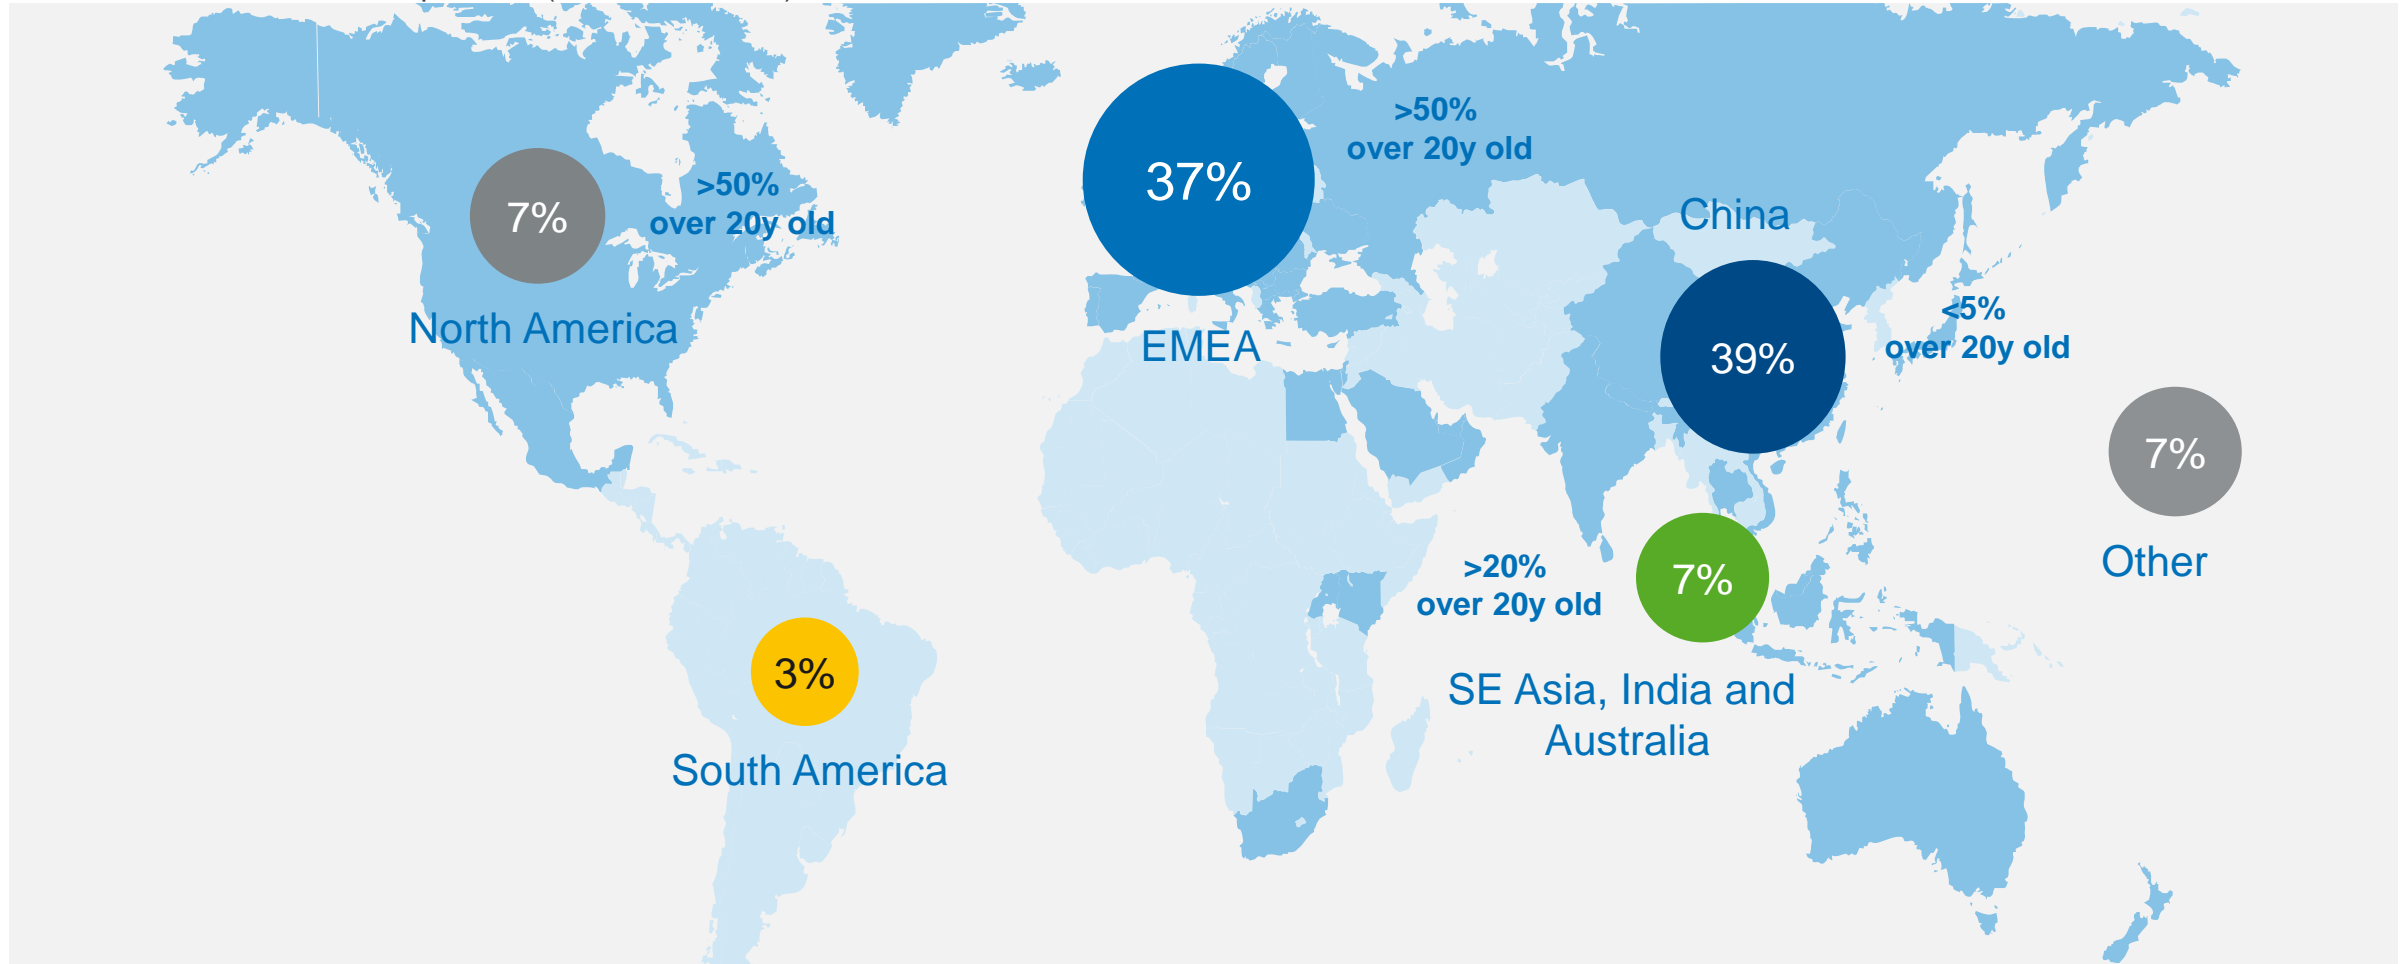 >50%
over 20y old
37%
7%
>50%
over 20y old
North America
EMEA
China
39%
<5%
over 20y old
7%
Other
>20%
over 20y old
7%
SE Asia, India and
Australia
3%
South America